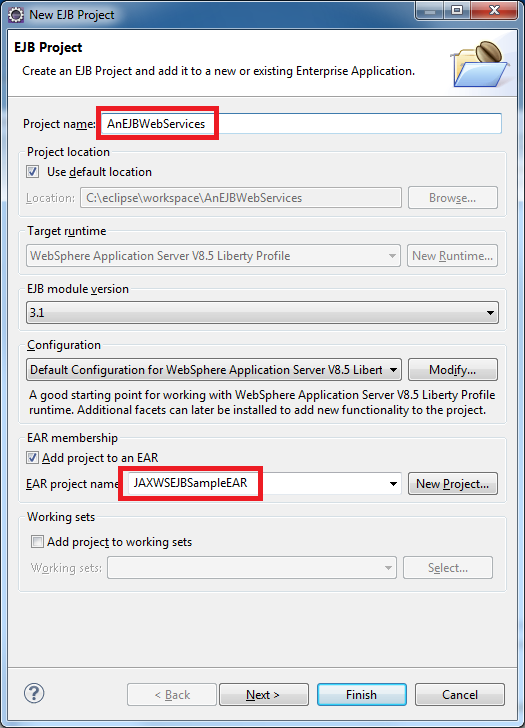 New EJB Project
EJB Project
Create an EJB Project and add it to a new or existing Enterprise Application.
Project name: AnEJBWebServices
Project location
Use default location
Location: C:\eclipse\workspace\AnEJBWebServices Browse...
Target runtime
WebSphere Application Server V8.5 Liberty Profile New Runtime...
EJB module version
3.1
Configuration
Default Configuration for WebSphere Application Server V8.5 Libert Modify...
A good starting point for working with WebSphere Application Server V8.5 Liberty Profile
runtime. Additional facets can later be installed to add new functionality to the project.
EAR membership
Add project to an EAR
EAR project name JAXWSEJBSampleEAR New Project...
Working sets
Add project to working sets
Working sets: Select...
? < Back Next > Finish Cancel